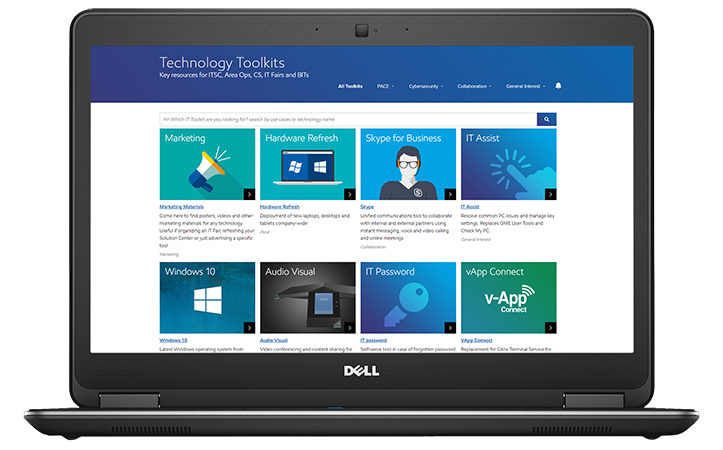 Technology Toolkits
Key resources for ITSC, Area Ops, CS, IT Fairs and BITs
All Toolkits PACE Cybersecurity Collaboration General Interest
Hi! Which IT Toolkit are you looking for? search by use cases or technology name
Marketing Hardware Refresh Skype for Business IT Assist
S
Marketing Materials Hardware Refresh Skype IT Assist
Come here to find posters, videos and other Deployment of new laptops, desktops and Unified communications tool to collaborate Resolve common PC issues and manage key
marketing materials for any technology. tablets company-wide with internal and external partners using settings. Replaces GME User Tools and
Useful if organizing an IT Fair, refreshing your Pace instant messaging, voice and video calling Check My PC.
Solution Center or just advertising a specific and online meetings General Interest
tool Collaboration
Marketing
Windows 10 Audio Visual IT Password vApp Connect
v-App
Connect
Windows 10 Audio Visual IT password VApp Connect
Latest Windows operating system from Video conferencing and content sharing for Self-serve tool in case of forgotten password Replacement for Citrix Terminal Service for
DELL